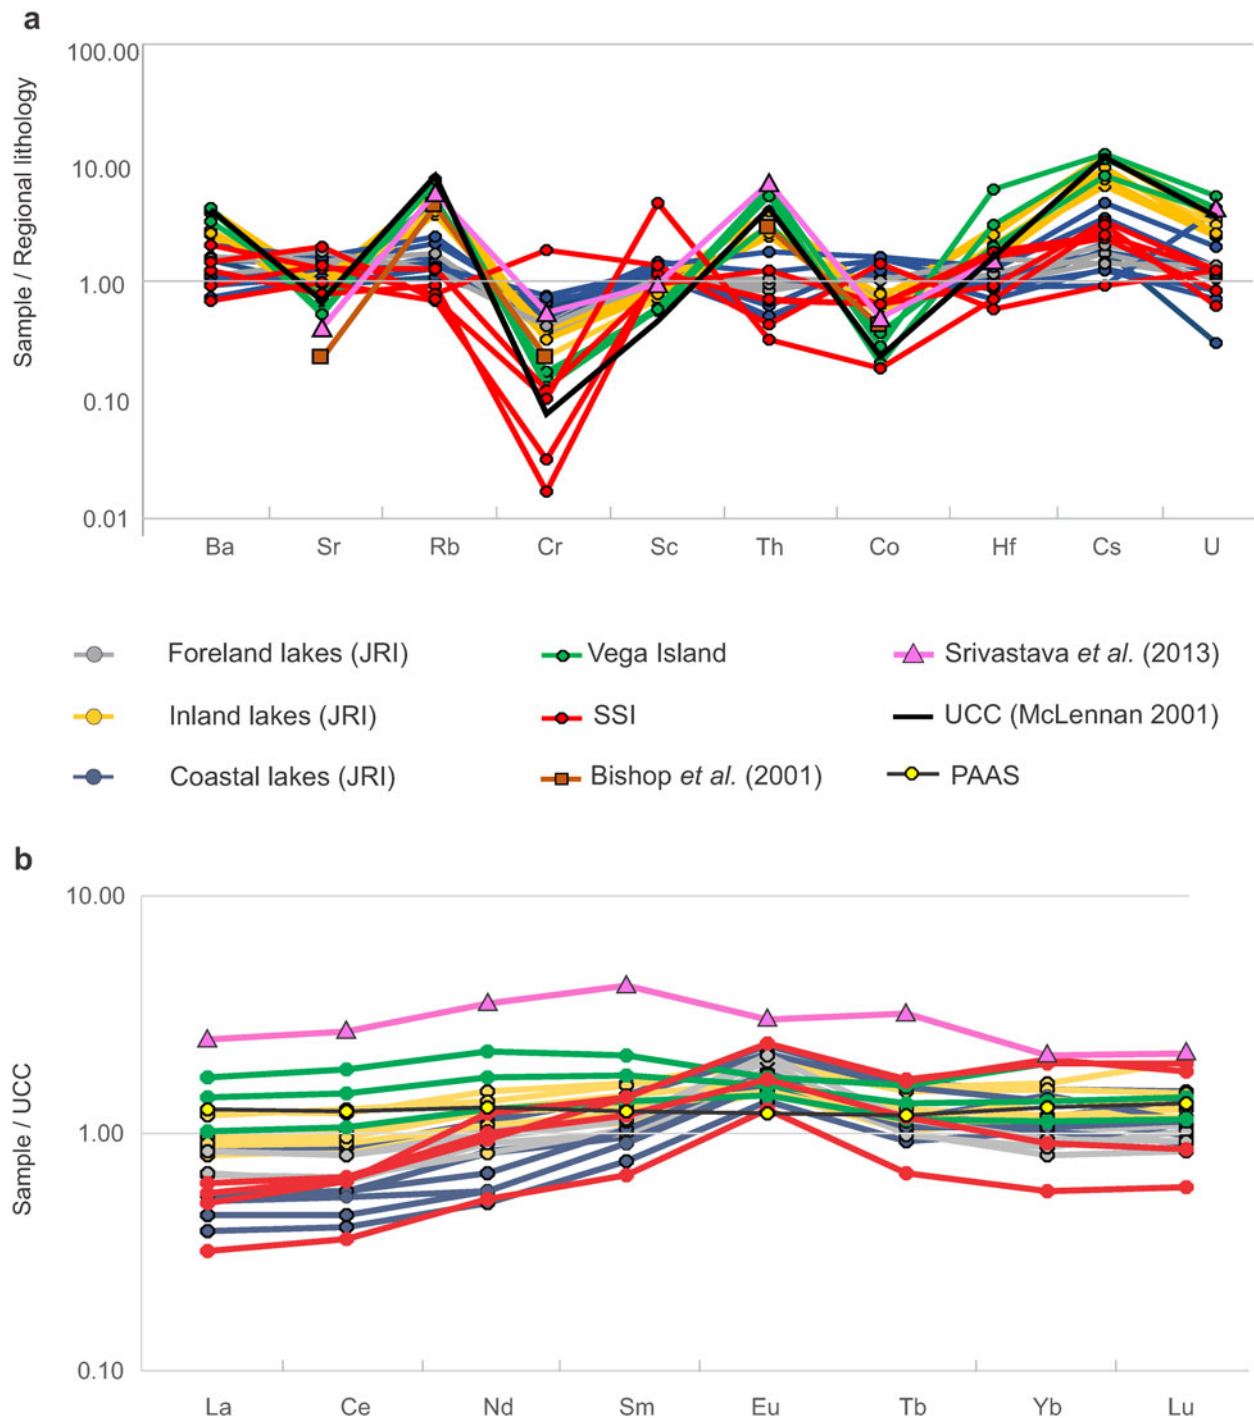 a
100.00
10.00
1.00
0.10
0.01
Sample / Regional lithology
Ba Sr Rb Cr Sc Th Co Hf Cs U
Foreland lakes (JRI) Vega Island Srivastava et al. (2013)
Inland lakes (JRI) SSI UCC (McLennan 2001)
Coastal lakes (JRI) Bishop et al. (2001) PAAS
b
10.00
1.00
0.10
Sample / UCC
La Ce Nd Sm Eu Tb Yb Lu